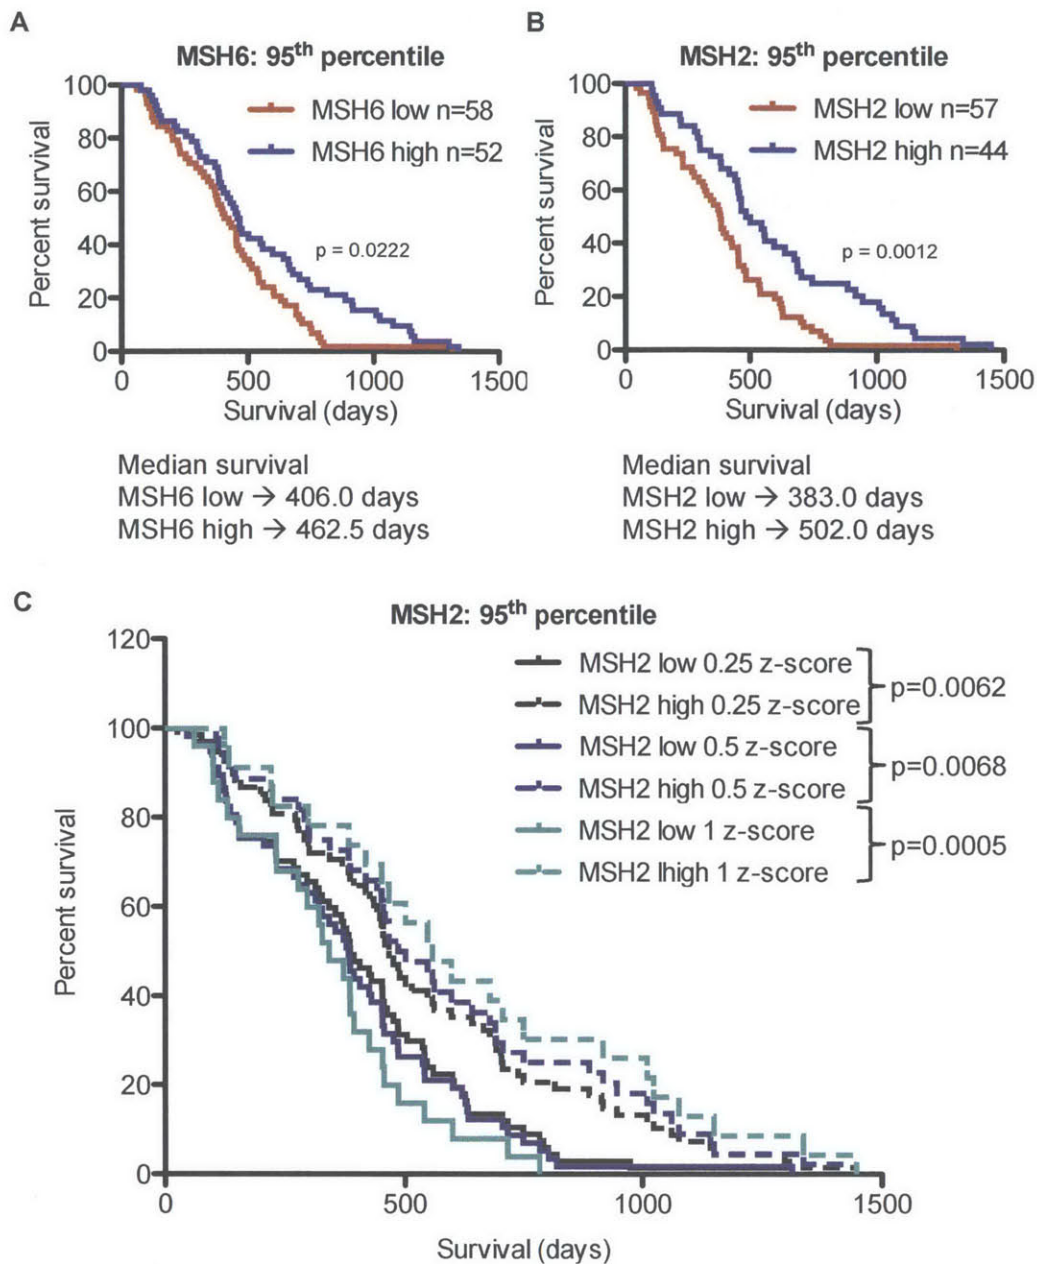 A
MSH6: 95th percentile
100
80
60
40
20
0
Percent survival
MSH6 low n=58
MSH6 high n=52
p = 0.0222
0 500 1000 1500
Survival (days)
Median survival
MSH6 low → 406.0 days
MSH6 high → 462.5 days
B
MSH2: 95th percentile
100
80
60
40
20
0
Percent survival
MSH2 low n=57
MSH2 high n=44
p = 0.0012
0 500 1000 1500
Survival (days)
Median survival
MSH2 low → 383.0 days
MSH2 high → 502.0 days
C
MSH2: 95th percentile
120
100
80
60
40
20
0
Percent survival
MSH2 low 0.25 z-score
MSH2 high 0.25 z-score
p=0.0062
MSH2 low 0.5 z-score
MSH2 high 0.5 z-score
p=0.0068
MSH2 low 1 z-score
MSH2 lhigh 1 z-score
p=0.0005
0 500 1000 1500
Survival (days)